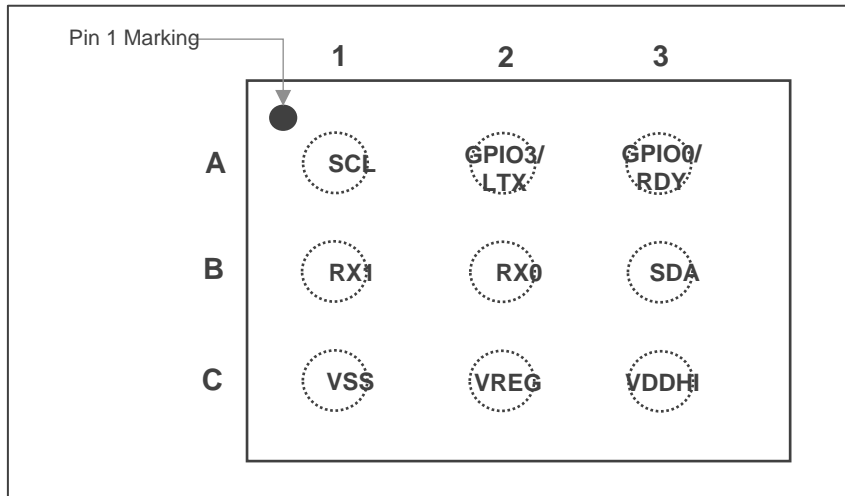 Pin 1 Marking
1 2 3
A SCL GPIO3/ GPIO0/
LTX RDY
B RX1 RX0 SDA
C VSS VREG VDDHI